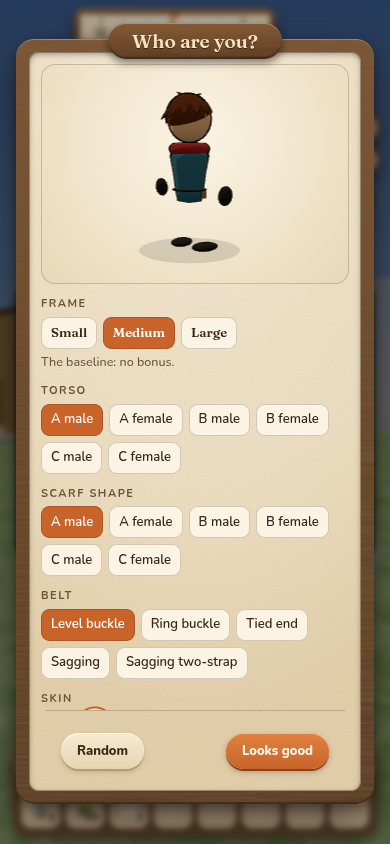 Who are you?
FRAME
Small Medium Large
The baseline: no bonus.
TORSO
A male A female B male B female
C male C female
SCARF SHAPE
A male A female B male B female
C male C female
BELT
Level buckle Ring buckle Tied end
Sagging Sagging two-strap
SKIN
Random Looks good